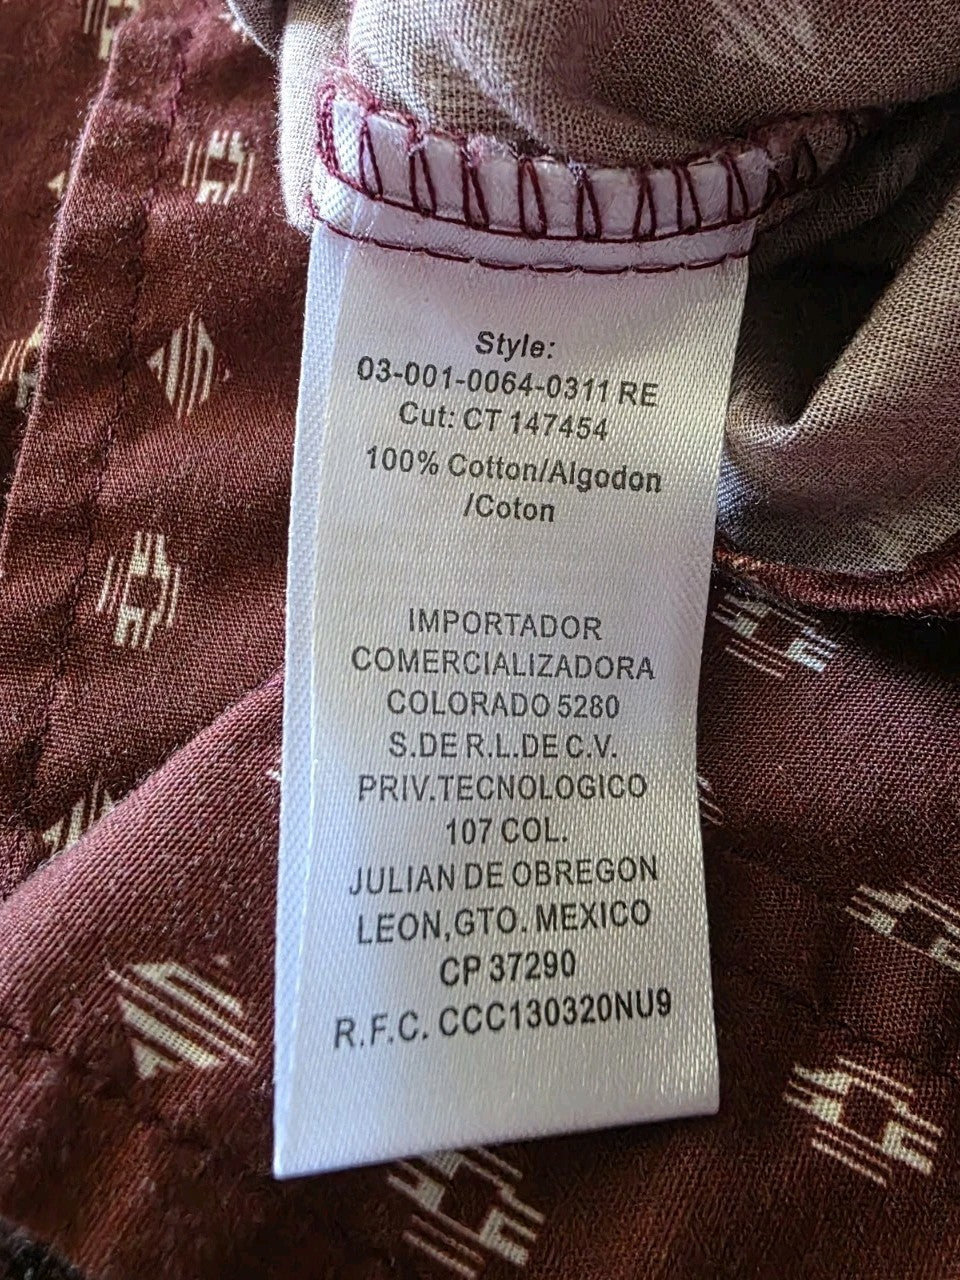 Style:
03-001-0064-0311 RE
Cut: CT 147454
100% Cotton/Algodon
/Coton
IMPORTADOR
COMERCIALIZADORA
COLORADO 5280
S.DE R.L.DE C.V.
PRIV.TECNOLOGICO
107 COL.
JULIAN DE OBREGON
LEON,GTO. MEXICO
CP 37290
R.F.C. CCC130320NU9